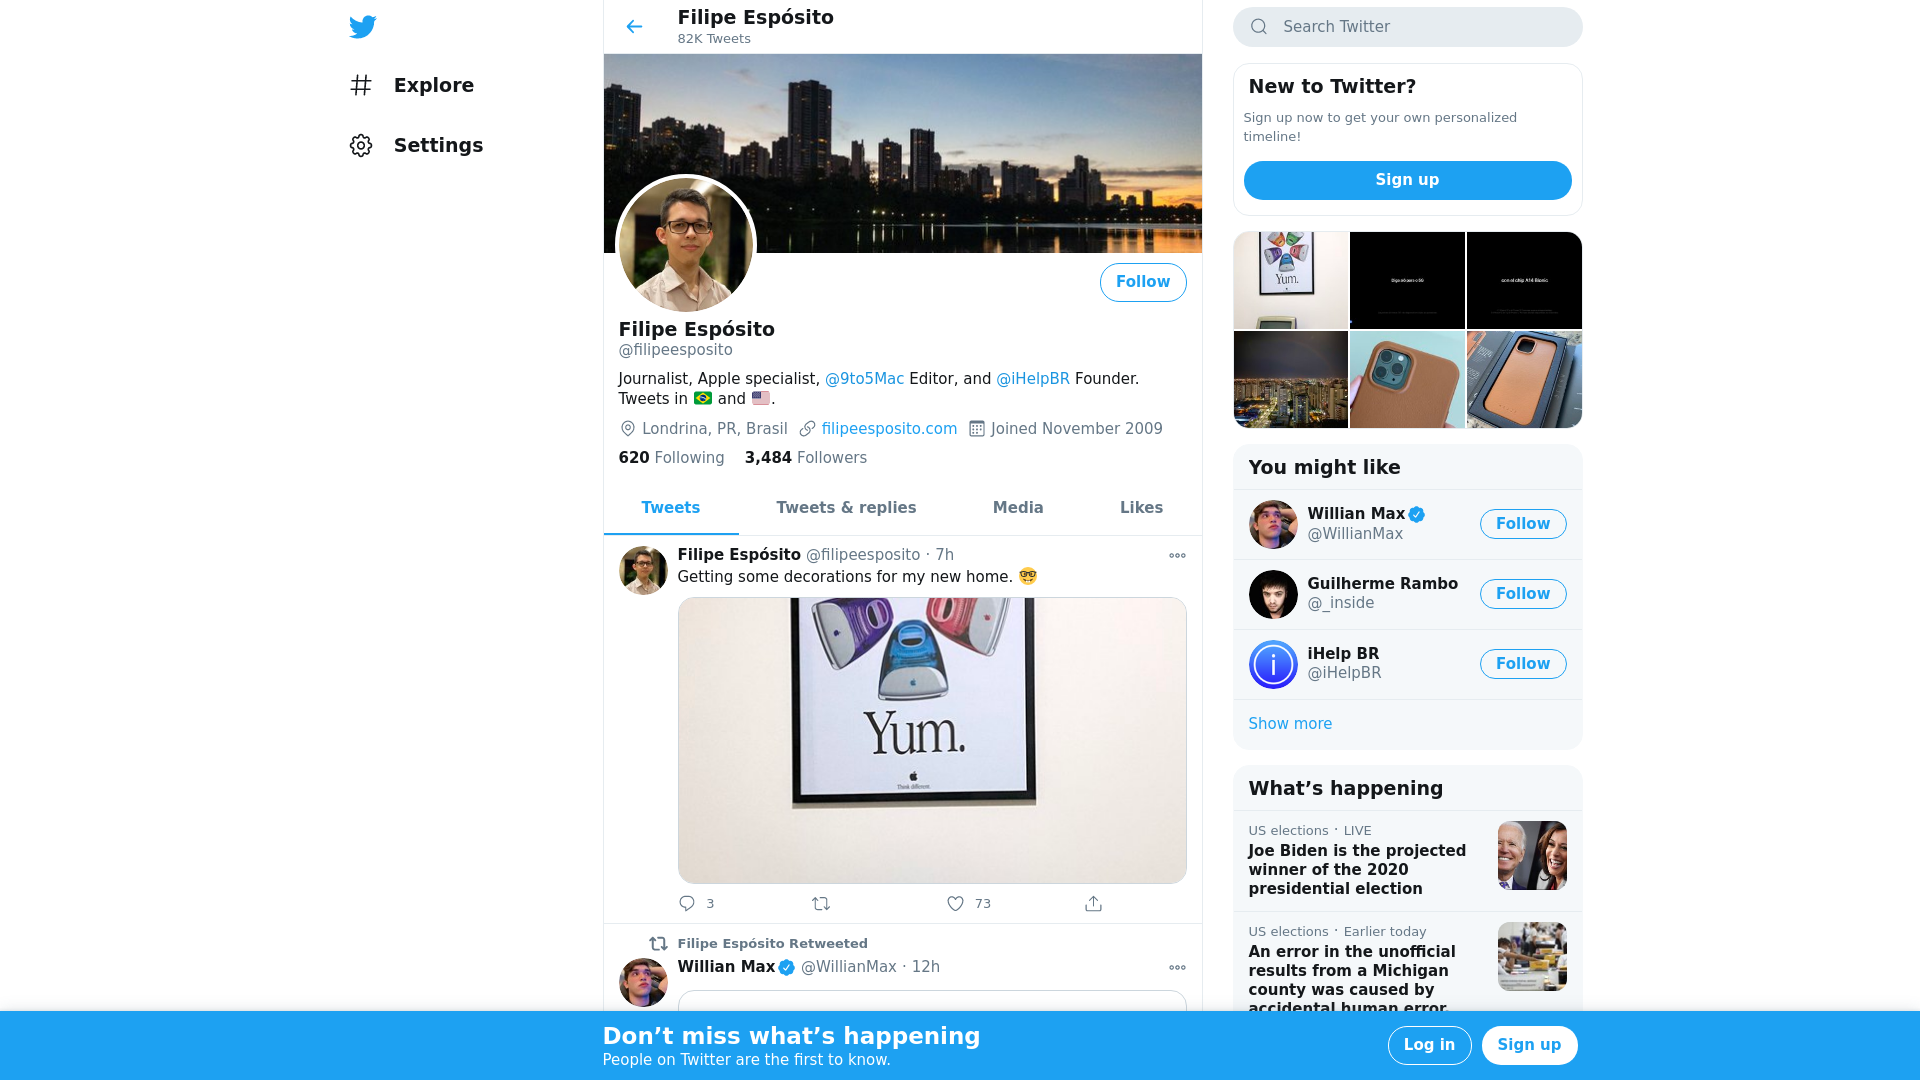 Explore
Settings
Filipe Espósito
82K Tweets
Follow
Filipe Espósito
@filipeesposito
Journalist, Apple specialist, @9to5Mac Editor, and @iHelpBR Founder.
Tweets in 🇧🇷 and 🇺🇸.
Londrina, PR, Brasil filipeesposito.com Joined November 2009
620 Following 3,484 Followers
Tweets Tweets & replies Media Likes
Filipe Espósito @filipeesposito · 7h
Getting some decorations for my new home. 🤓
Yum.
Think different.
3 73
Filipe Espósito Retweeted
Willian Max @WillianMax · 12h
Search Twitter
New to Twitter?
Sign up now to get your own personalized
timeline!
Sign up
Yum.
con el chip A14 Bionic
You might like
Willian Max
@WillianMax
Follow
Guilherme Rambo
@_inside
Follow
iHelp BR
@iHelpBR
Follow
Show more
What’s happening
US elections · LIVE
Joe Biden is the projected
winner of the 2020
presidential election
US elections · Earlier today
An error in the unofficial
results from a Michigan
county was caused by
accidental human error,
Don’t miss what’s happening
People on Twitter are the first to know.
Log in
Sign up